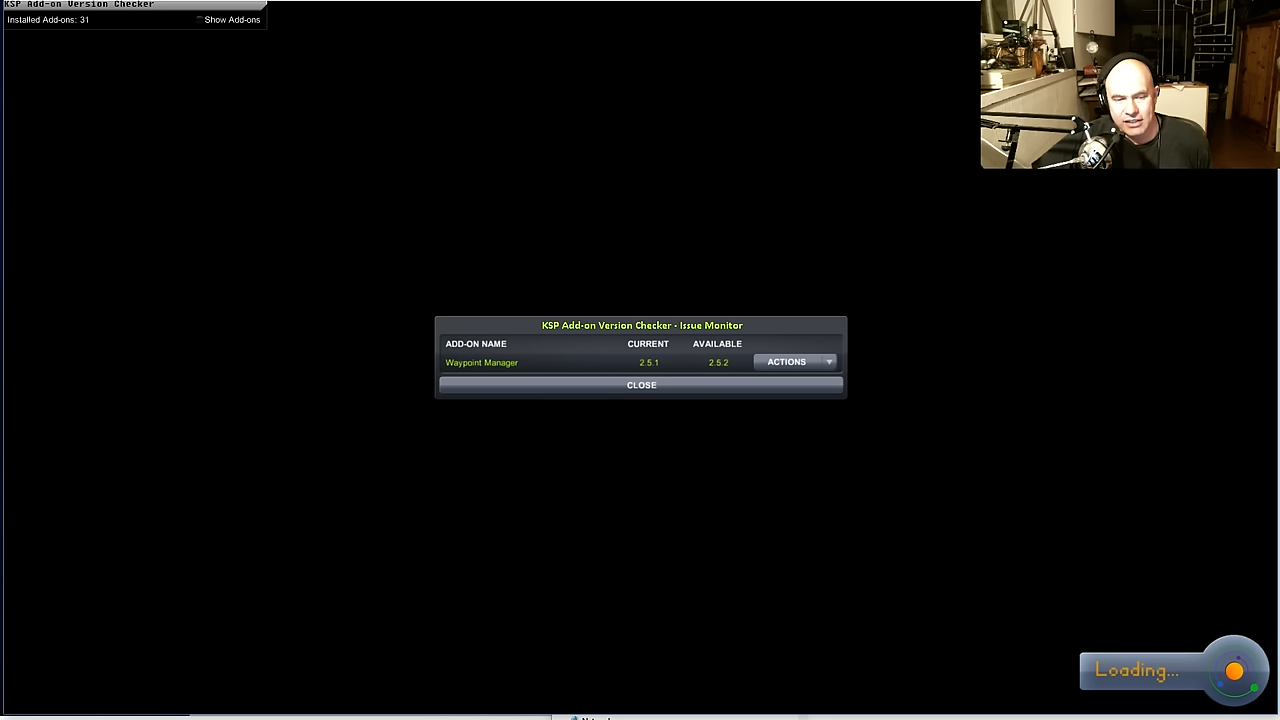 KSP Add-on Version Checker
Installed Add-ons: 31 Show Add-ons
KSP Add-on Version Checker - Issue Monitor
ADD-ON NAME CURRENT AVAILABLE
Waypoint Manager 2.5.1 2.5.2 ACTIONS
CLOSE
Loading...